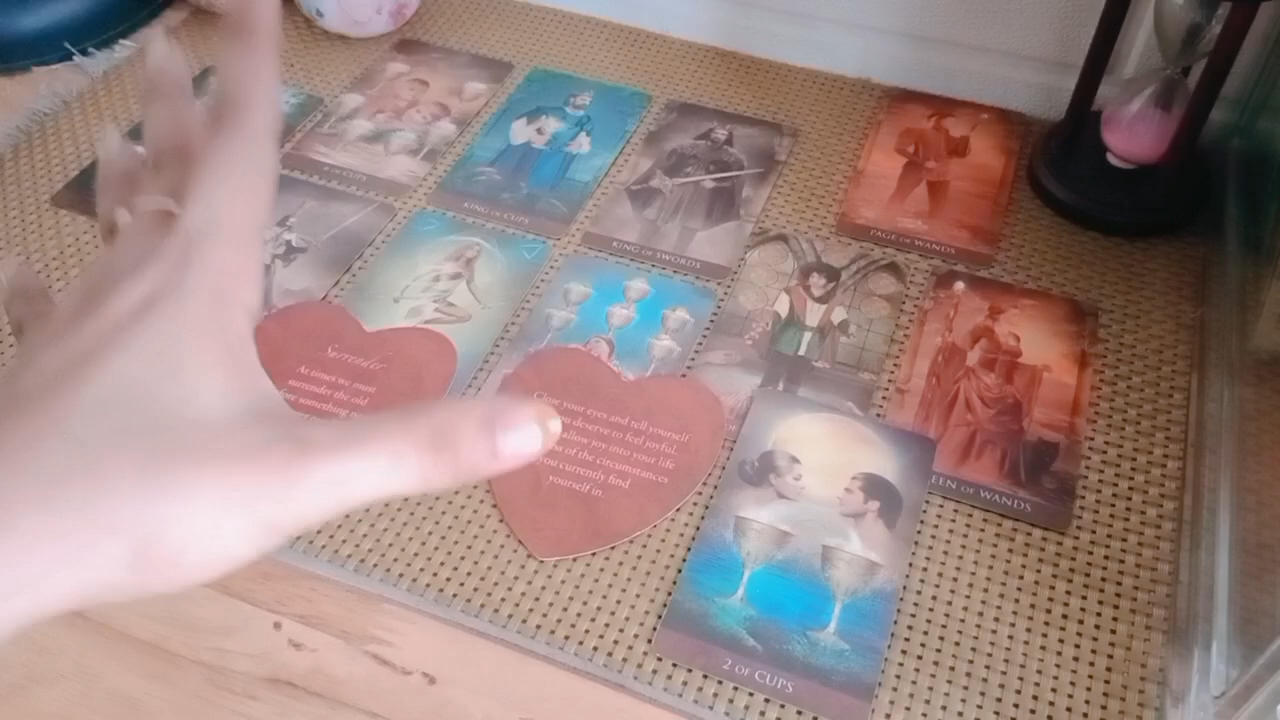 OF CUPS
KING OF CUPS
KING OF SWORDS
PAGE OF WANDS
Surrender
At times we must
surrender the old
something
Close your eyes and tell yourself
you deserve to feel joyful.
allow joy into your life
of the circumstances
you currently find
yourself in.
OF WANDS
2 OF CUPS